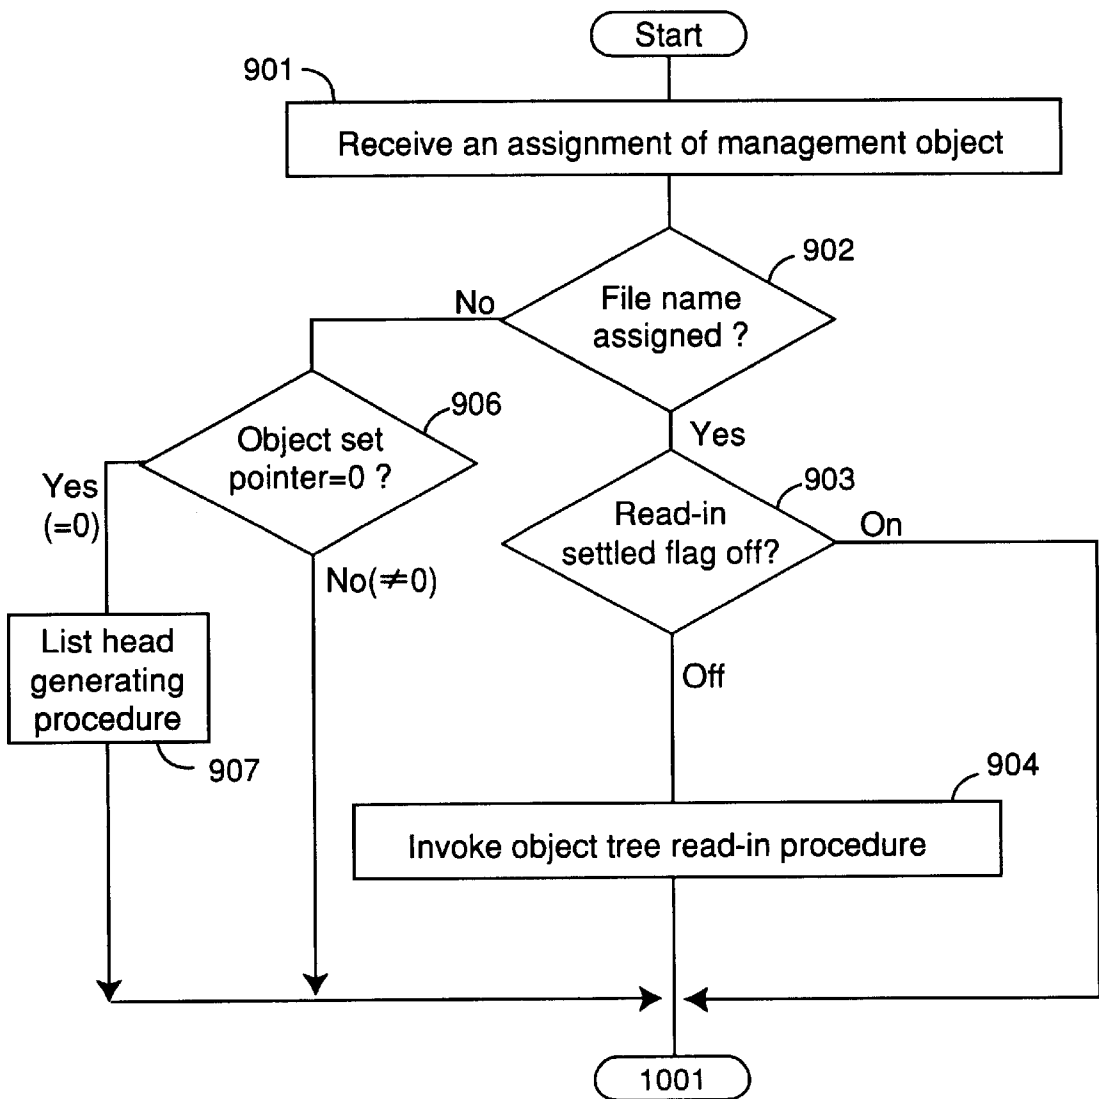 Start
901
Receive an assignment of management object
902
File name
assigned ?
No
Yes
906
Object set
pointer=0 ?
Yes
(=0)
No(≠0)
903
Read-in
settled flag off?
On
Off
List head
generating
procedure
907
904
Invoke object tree read-in procedure
1001